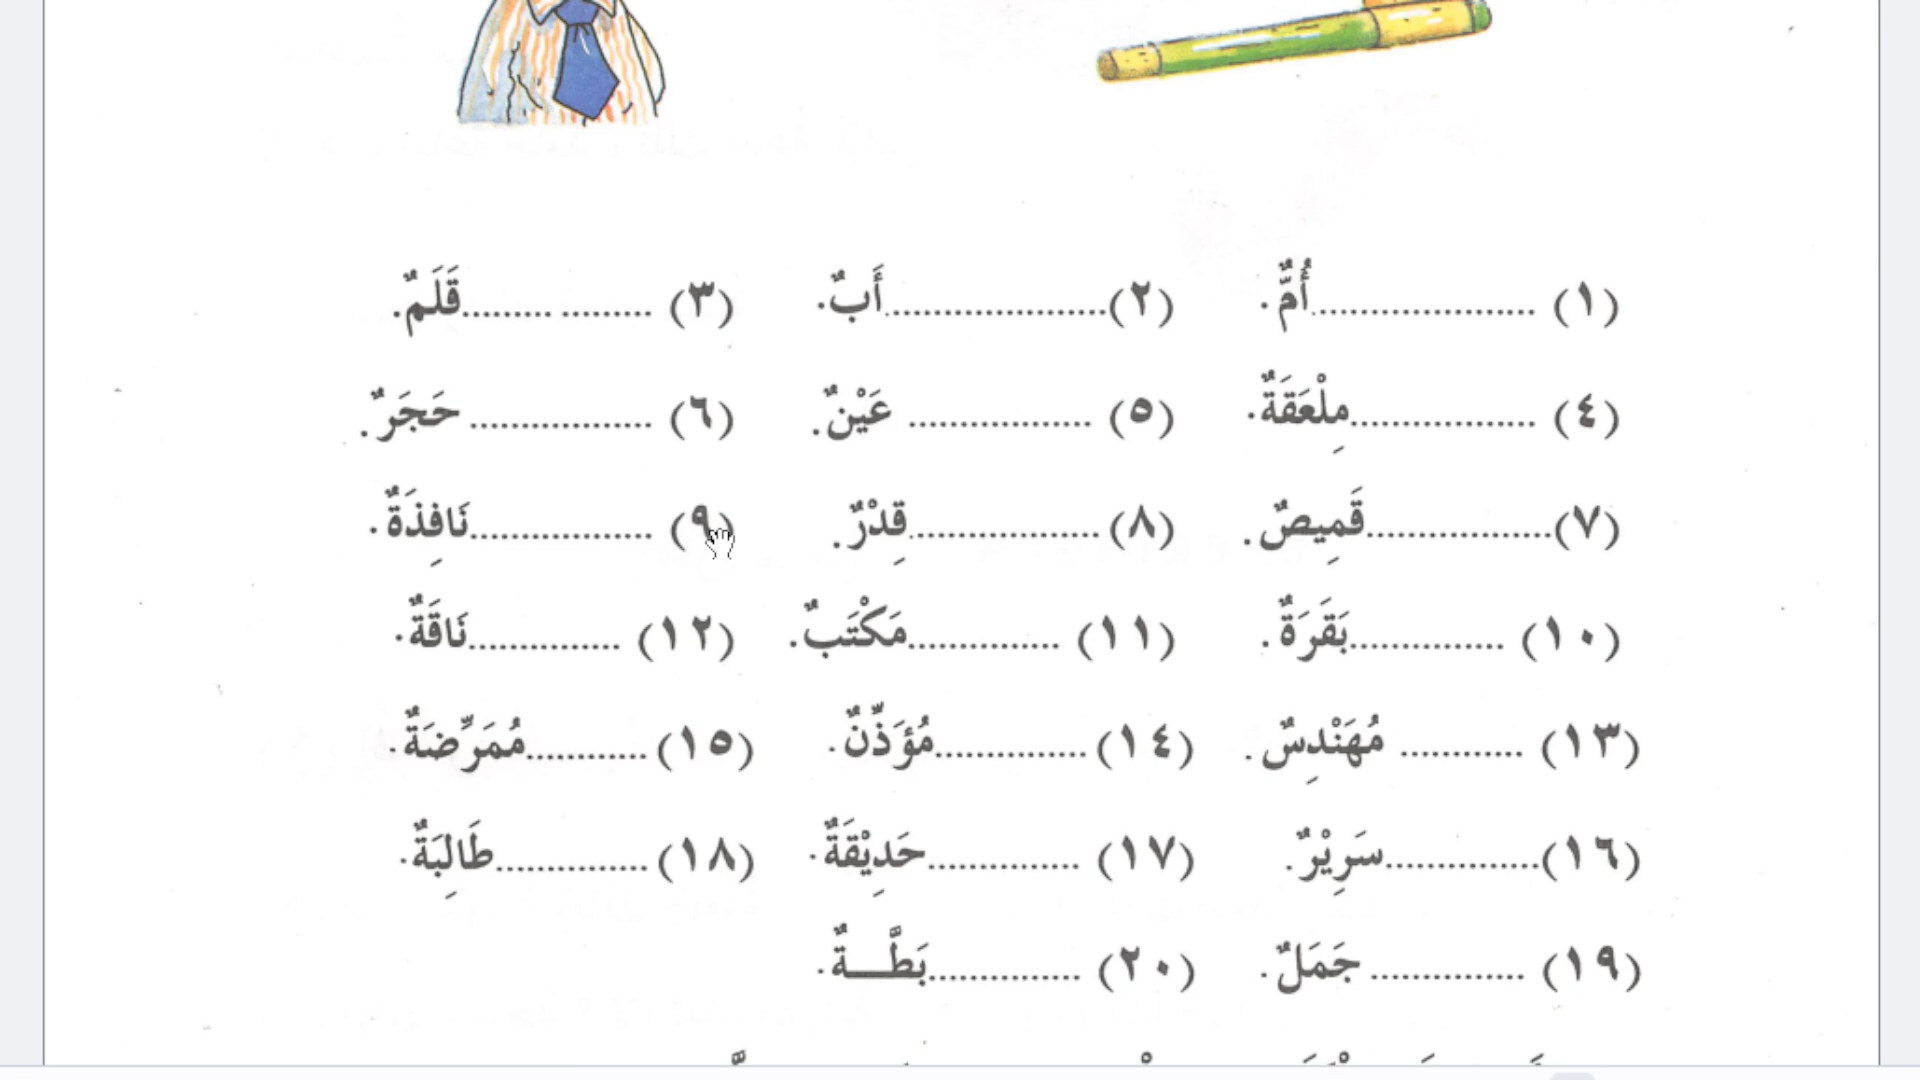 (١) .....................أُمٌّ. (٢).....................أَبٌ. (٣) ......... .........قَلَمٌ.
(٤) ..................مِلْعَقَةٌ. (٥) .................. عَيْنٌ. (٦) .................. حَجَرٌ.
(٧)..................قَمِيصٌ. (٨) ..................قِدْرٌ. (٩) ..................نَافِذَةٌ.
(١٠) ...............بَقَرَةٌ. (١١) ...............مَكْتَبٌ. (١٢) ...............نَاقَةٌ.
(١٣) ............ مُهَنْدِسٌ. (١٤) ...............مُؤَذِّنٌ. (١٥)............مُمَرِّضَةٌ.
(١٦)...............سَرِيْرٌ. (١٧) ...............حَدِيْقَةٌ. (١٨)...............طَالِبَةٌ.
(١٩) ............... جَمَلٌ. (٢٠) ...............بَطَّـــةٌ.